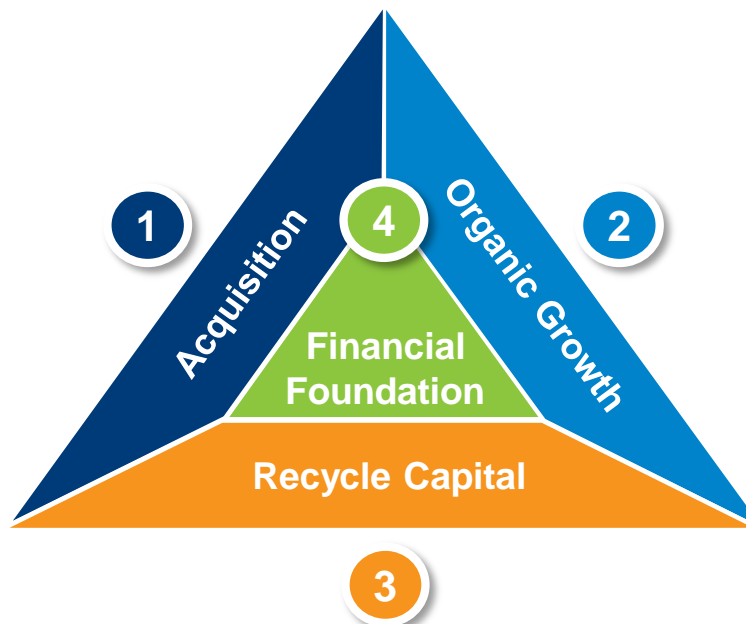 1
Acquisition
4
Organic Growth
2
Financial
Foundation
Recycle Capital
3